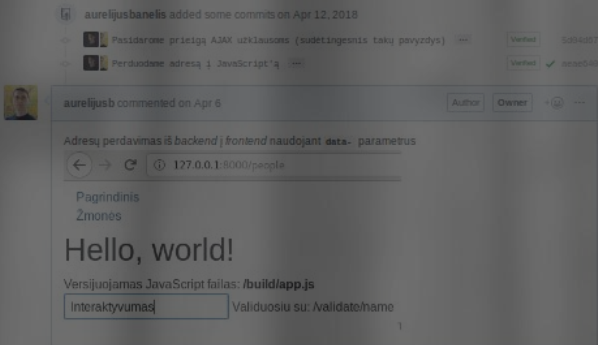 aurelijusbanelis added some commits on Apr 12, 2018
Pasidarome prieigą AJAX užklausoms (sudėtingesnis takų pavyzdys)
Verified
Perduodame adresą į JavaScript'ą
Verified
aurelijusb commented on Apr 6
Author
Owner
Adresų perdavimas iš backend į frontend naudojant data- parametrus
127.0.0.1:8000/people
Pagrindinis
Žmonės
Hello, world!
Versijuojamas JavaScript failas: /build/app.js
Interaktyvumas Validuosiu su: /validate/name